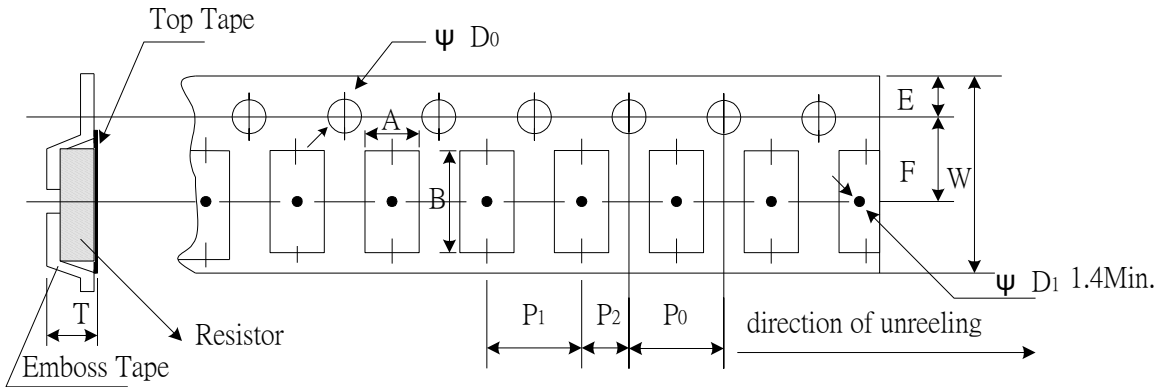 Top Tape
Ψ D0
E
A
F
W
B
Ψ D1 1.4Min.
T
P1
P2
P0
direction of unreeling
Resistor
Emboss Tape